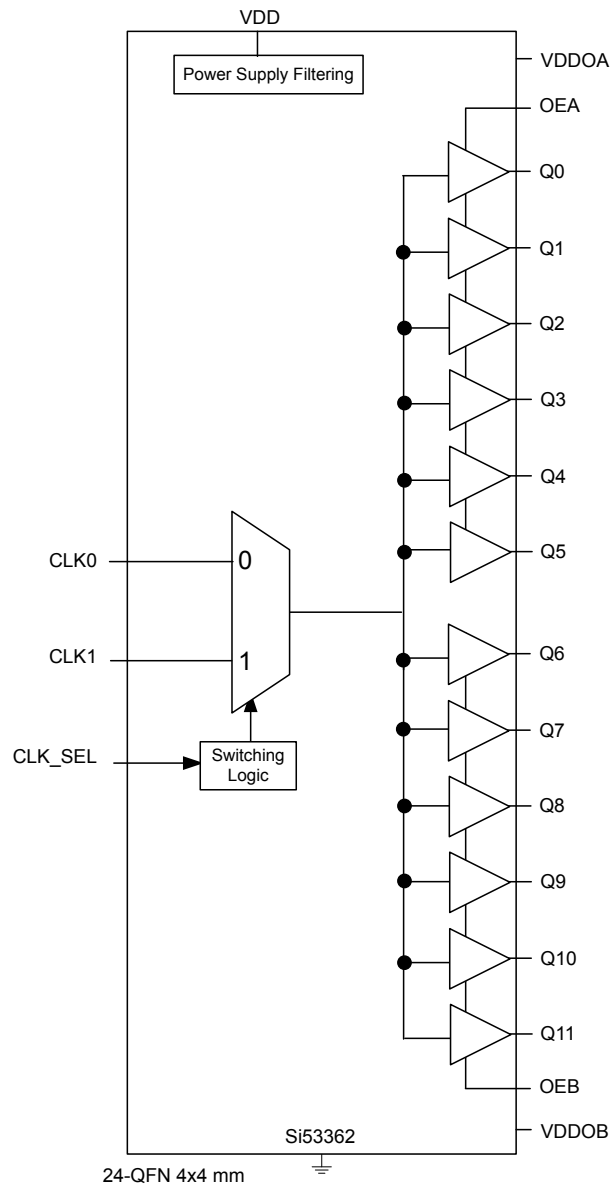 VDD
Power Supply Filtering
VDDOA
OEA
Q0
Q1
Q2
Q3
Q4
Q5
CLK0
0
CLK1
1
Q6
Q7
CLK_SEL
Switching
Logic
Q8
Q9
Q10
Q11
OEB
VDDOB
Si53362
24-QFN 4x4 mm